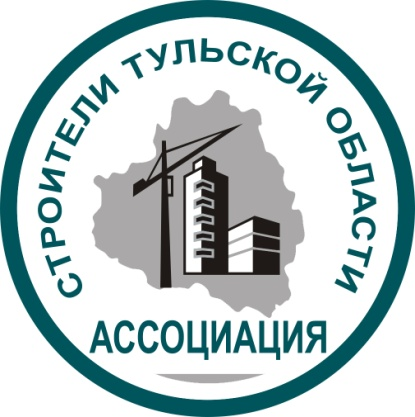 СТРОИТЕЛИ ТУЛЬСКОЙ ОБЛАСТИ
АССОЦИАЦИЯ